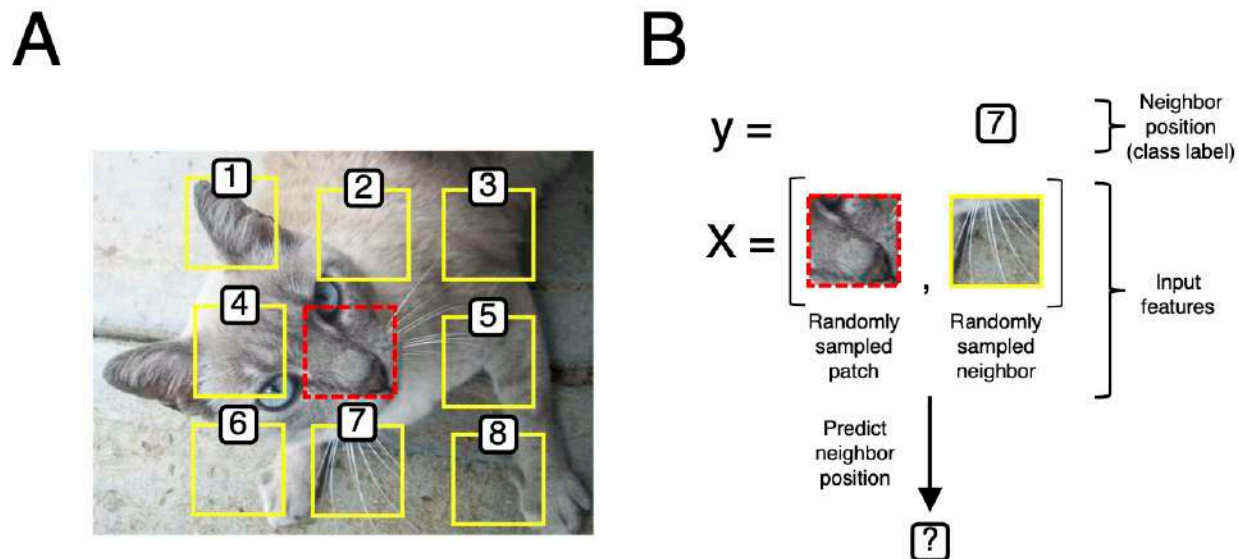 A
1
2
3
4
5
6
7
8
B
y =
7
Neighbor
position
(class label)
X =
,
Input
features
Randomly
sampled
patch
Randomly
sampled
neighbor
Predict
neighbor
position
?